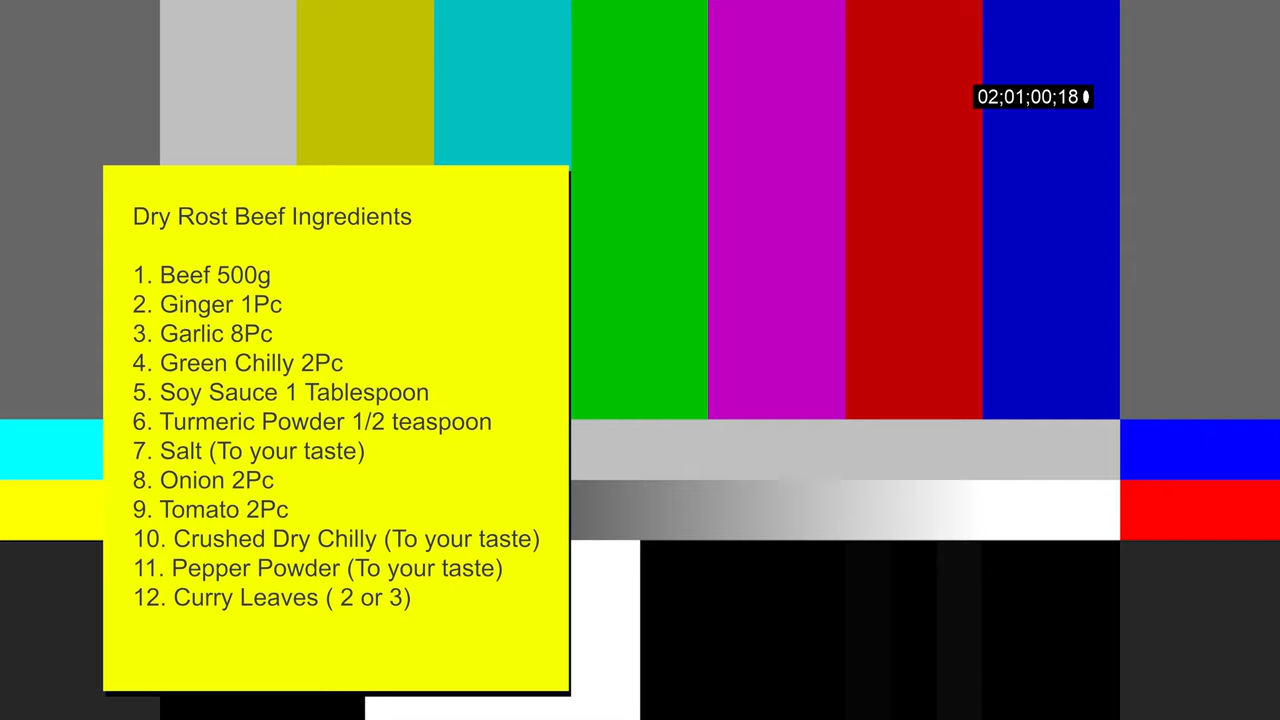 02;01;00;18
Dry Rost Beef Ingredients
1. Beef 500g
2. Ginger 1Pc
3. Garlic 8Pc
4. Green Chilly 2Pc
5. Soy Sauce 1 Tablespoon
6. Turmeric Powder 1/2 teaspoon
7. Salt (To your taste)
8. Onion 2Pc
9. Tomato 2Pc
10. Crushed Dry Chilly (To your taste)
11. Pepper Powder (To your taste)
12. Curry Leaves ( 2 or 3)